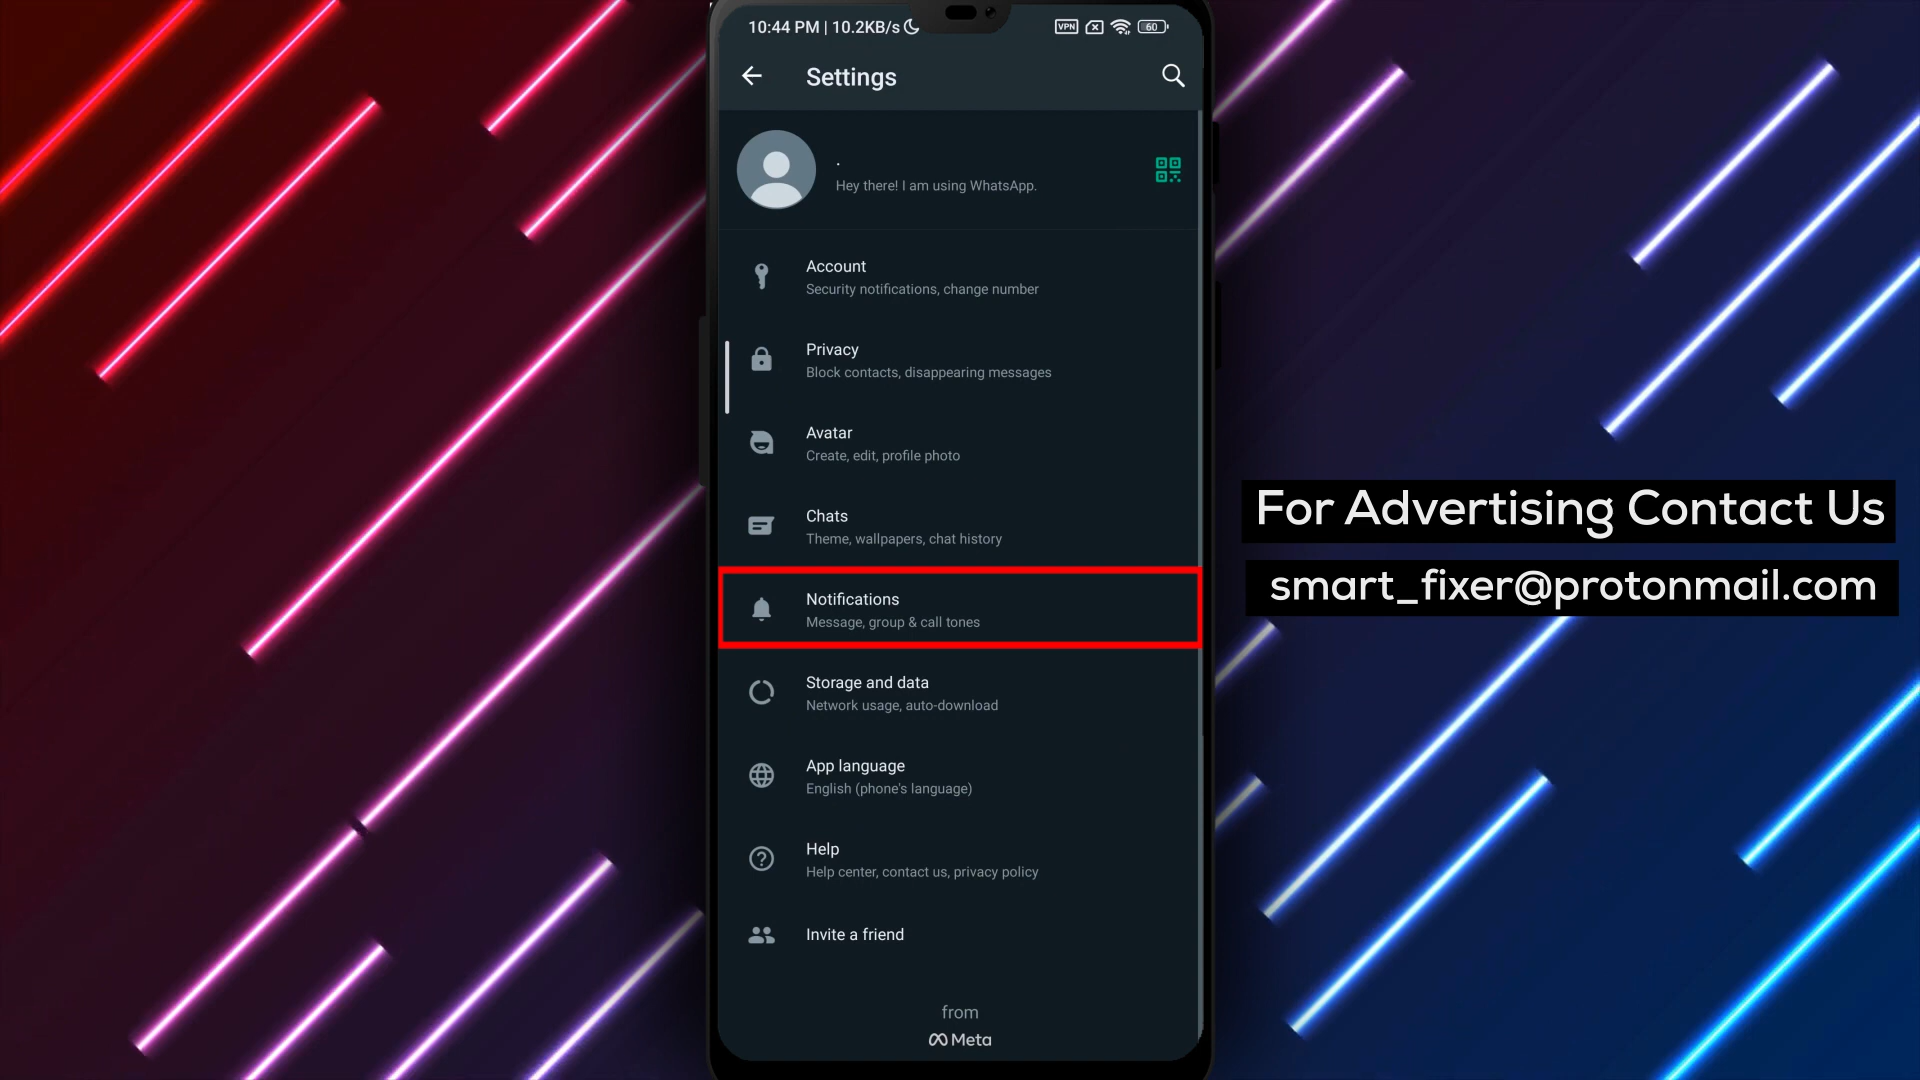 10:44 PM | 10.2KB/s
VPN
60
Settings
.
Hey there! I am using WhatsApp.
Account
Security notifications, change number
Privacy
Block contacts, disappearing messages
Avatar
Create, edit, profile photo
Chats
Theme, wallpapers, chat history
Notifications
Message, group & call tones
Storage and data
Network usage, auto-download
App language
English (phone's language)
Help
Help center, contact us, privacy policy
Invite a friend
from
Meta
For Advertising Contact Us
smart_fixer@protonmail.com